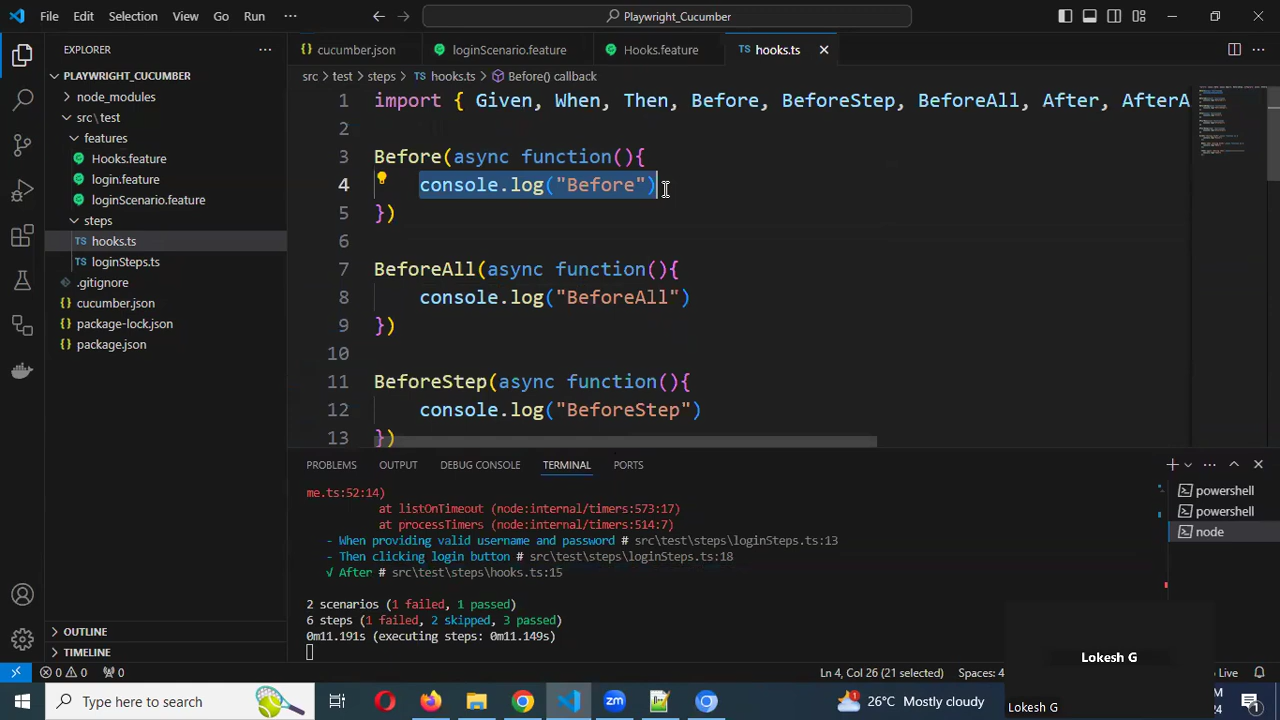 File Edit Selection View Go Run ··· Playwright_Cucumber
EXPLORER ···
PLAYWRIGHT_CUCUMBER
node_modules
src\test
features
Hooks.feature
login.feature
loginScenario.feature
steps
hooks.ts
loginSteps.ts
.gitignore
cucumber.json
package-lock.json
package.json
OUTLINE
TIMELINE
cucumber.json loginScenario.feature Hooks.feature hooks.ts
src > test > steps > TS hooks.ts > Before() callback
1 import { Given, When, Then, Before, BeforeStep, BeforeAll, After, AfterA
2
3 Before(async function(){
4 console.log("Before")
5 })
6
7 BeforeAll(async function(){
8 console.log("BeforeAll")
9 })
10
11 BeforeStep(async function(){
12 console.log("BeforeStep")
13 })
PROBLEMS OUTPUT DEBUG CONSOLE TERMINAL PORTS
me.ts:52:14)
at listOnTimeout (node:internal/timers:573:17)
at processTimers (node:internal/timers:514:7)
- When providing valid username and password # src\test\steps\loginSteps.ts:13
- Then clicking login button # src\test\steps\loginSteps.ts:18
√ After # src\test\steps\hooks.ts:15
2 scenarios (1 failed, 1 passed)
6 steps (1 failed, 2 skipped, 3 passed)
0m11.191s (executing steps: 0m11.149s)
powershell
powershell
node
Lokesh G
0 0 0 Ln 4, Col 26 (21 selected) Spaces: 4 Live
Type here to search 26°C Mostly cloudy
Lokesh G